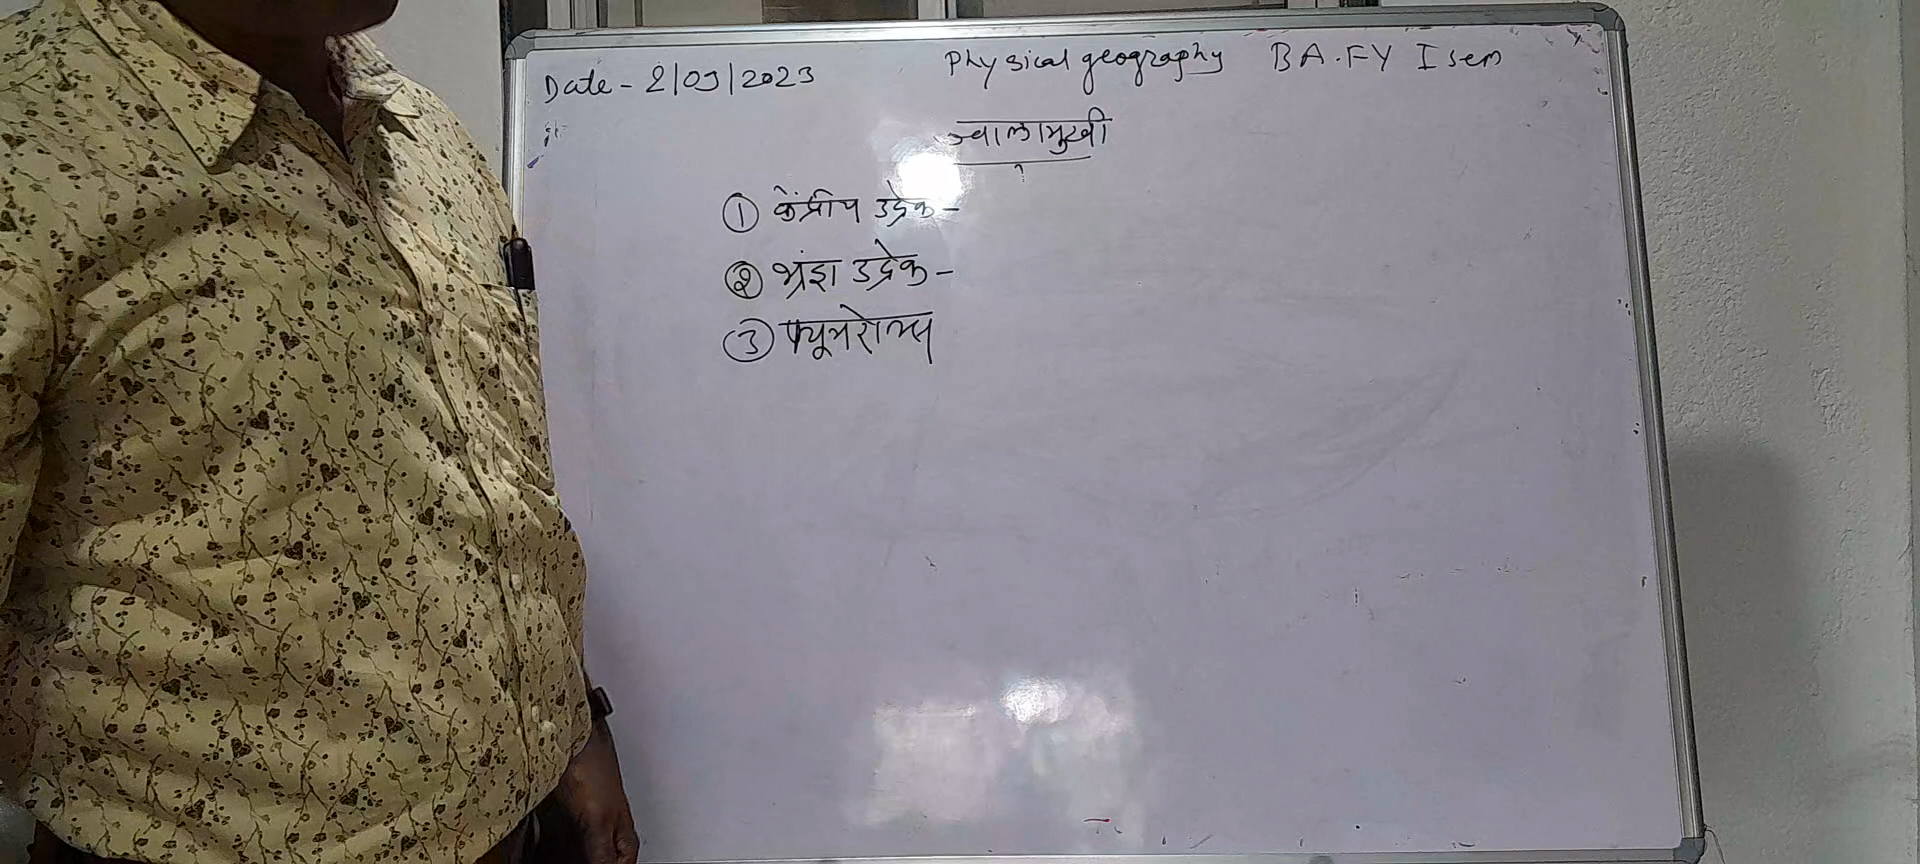 Date - 2/09/2023
Physical geography BA.FY I sem
ज्वालामुखी
① केंद्रीय उद्रेक -
② भ्रंश उद्रेक -
③ फ्यूमरोल्स